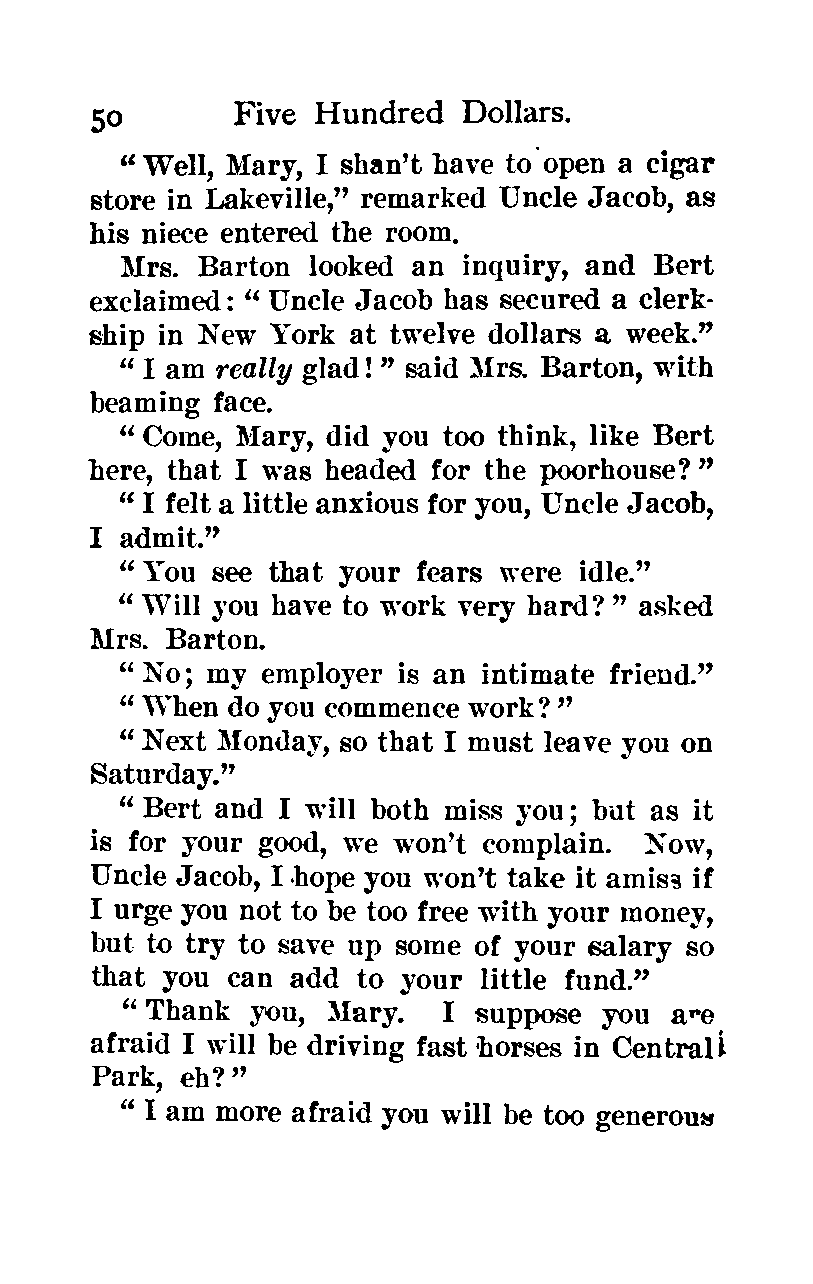 50 Five Hundred Dollars.
“Well, Mary, I shan’t have to open a cigar
store in Lakeville,” remarked Uncle Jacob, as
his niece entered the room.
Mrs. Barton looked an inquiry, and Bert
exclaimed: “Uncle Jacob has secured a clerk-
ship in New York at twelve dollars a week.”
“I am really glad!” said Mrs. Barton, with
beaming face.
“Come, Mary, did you too think, like Bert
here, that I was headed for the poorhouse?”
“I felt a little anxious for you, Uncle Jacob,
I admit.”
“You see that your fears were idle.”
“Will you have to work very hard?” asked
Mrs. Barton.
“No; my employer is an intimate friend.”
“When do you commence work?”
“Next Monday, so that I must leave you on
Saturday.”
“Bert and I will both miss you; but as it
is for your good, we won’t complain. Now,
Uncle Jacob, I hope you won’t take it amiss if
I urge you not to be too free with your money,
but to try to save up some of your salary so
that you can add to your little fund.”
“Thank you, Mary. I suppose you are
afraid I will be driving fast horses in Central
Park, eh?”
“I am more afraid you will be too generous